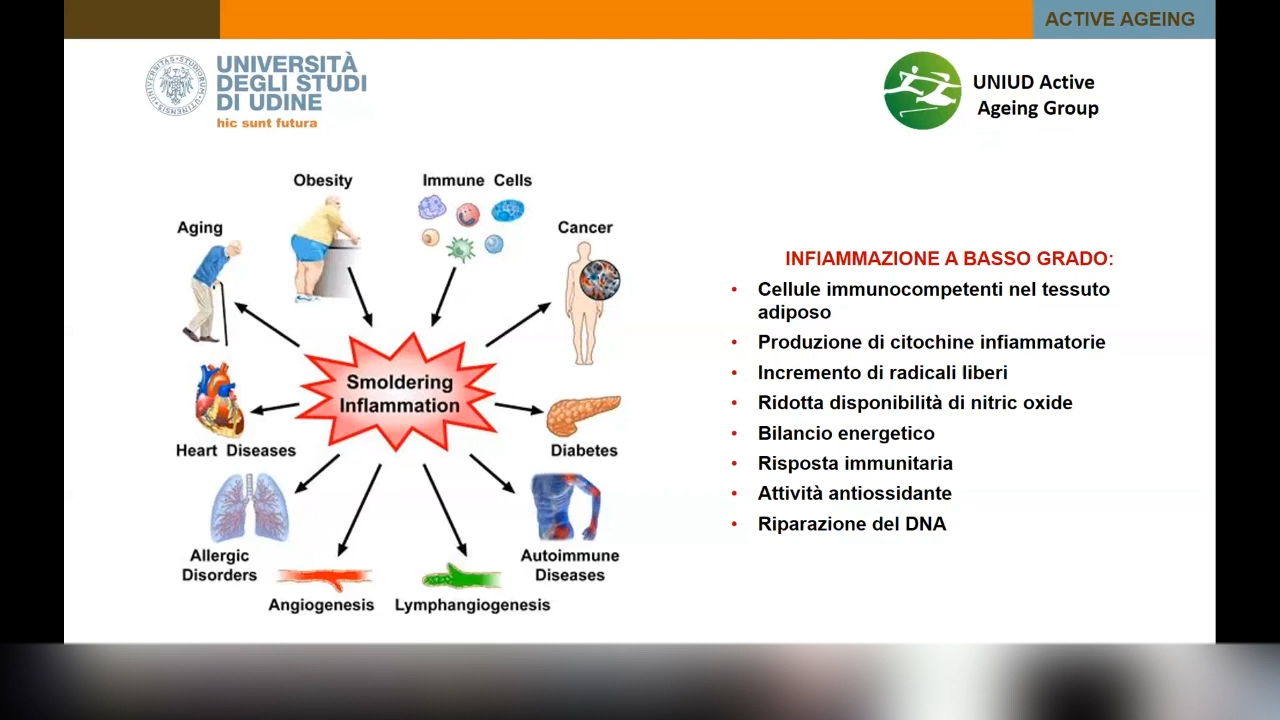 ACTIVE AGEING
UNIVERSITÀ
DEGLI STUDI
DI UDINE
hic sunt futura
UNIUD Active
Ageing Group
Obesity
Immune Cells
Aging
Cancer
Smoldering
Inflammation
Heart Diseases
Diabetes
Allergic
Disorders
Autoimmune
Diseases
Angiogenesis
Lymphangiogenesis
INFIAMMAZIONE A BASSO GRADO:
• Cellule immunocompetenti nel tessuto
adiposo
• Produzione di citochine infiammatorie
• Incremento di radicali liberi
• Ridotta disponibilità di nitric oxide
• Bilancio energetico
• Risposta immunitaria
• Attività antiossidante
• Riparazione del DNA